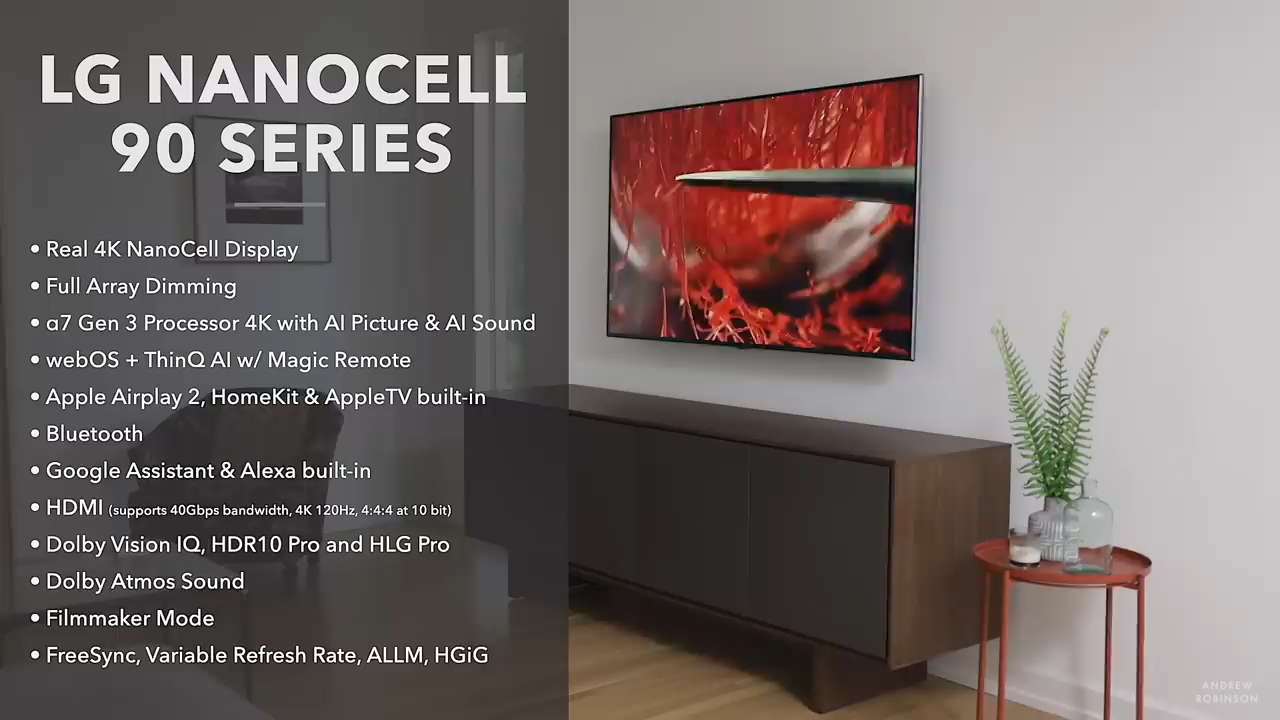 LG NANOCELL
90 SERIES
• Real 4K NanoCell Display
• Full Array Dimming
• α7 Gen 3 Processor 4K with AI Picture & AI Sound
• webOS + ThinQ AI w/ Magic Remote
• Apple Airplay 2, HomeKit & AppleTV built-in
• Bluetooth
• Google Assistant & Alexa built-in
• HDMI (supports 40Gbps bandwidth, 4K 120Hz, 4:4:4 at 10 bit)
• Dolby Vision IQ, HDR10 Pro and HLG Pro
• Dolby Atmos Sound
• Filmmaker Mode
• FreeSync, Variable Refresh Rate, ALLM, HGiG
ANDREW
ROBINSON